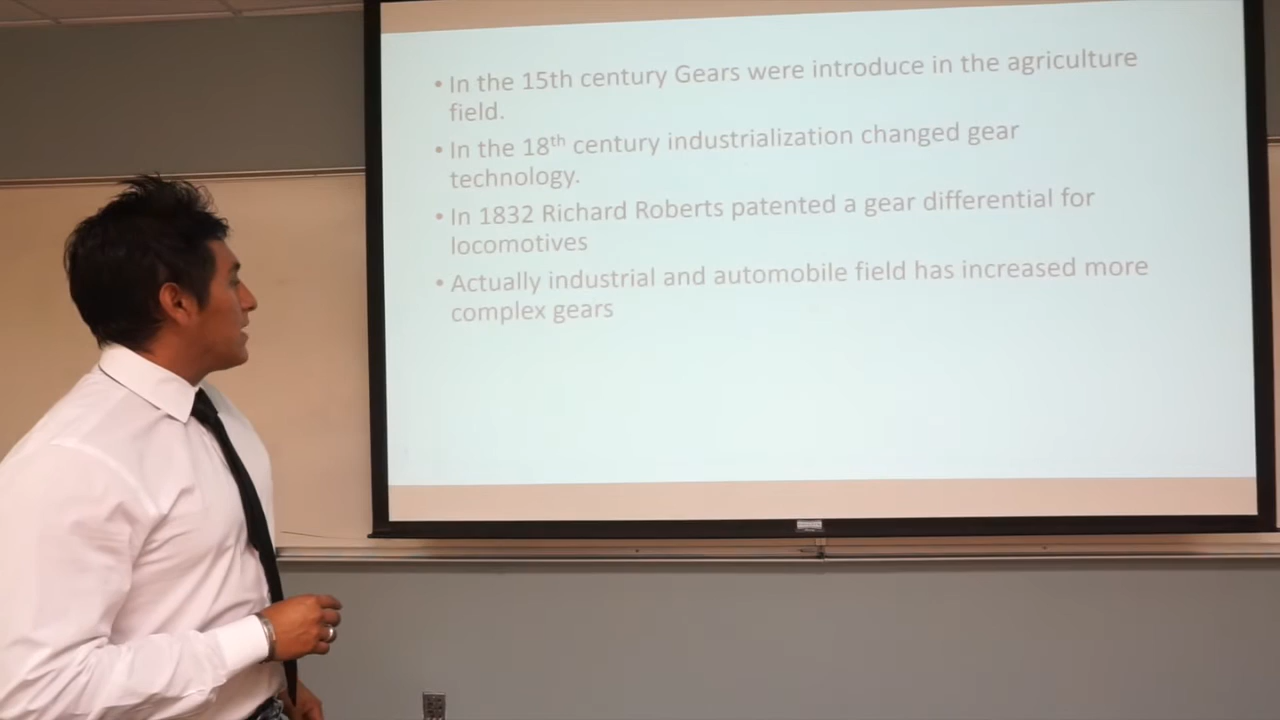 • In the 15th century Gears were introduce in the agriculture
field.
• In the 18th century industrialization changed gear
technology.
• In 1832 Richard Roberts patented a gear differential for
locomotives
• Actually industrial and automobile field has increased more
complex gears